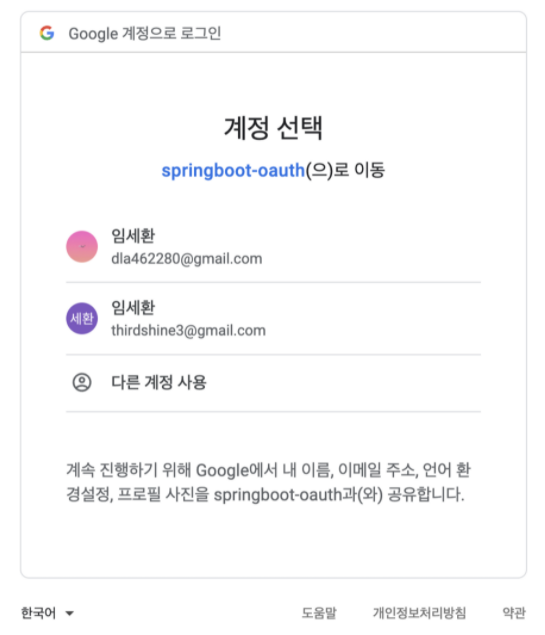 Google 계정으로 로그인
계정 선택
springboot-oauth(으)로 이동
임세환
dla462280@gmail.com
세환
임세환
thirdshine3@gmail.com
다른 계정 사용
계속 진행하기 위해 Google에서 내 이름, 이메일 주소, 언어 환
경설정, 프로필 사진을 springboot-oauth과(와) 공유합니다.
한국어 도움말 개인정보처리방침 약관